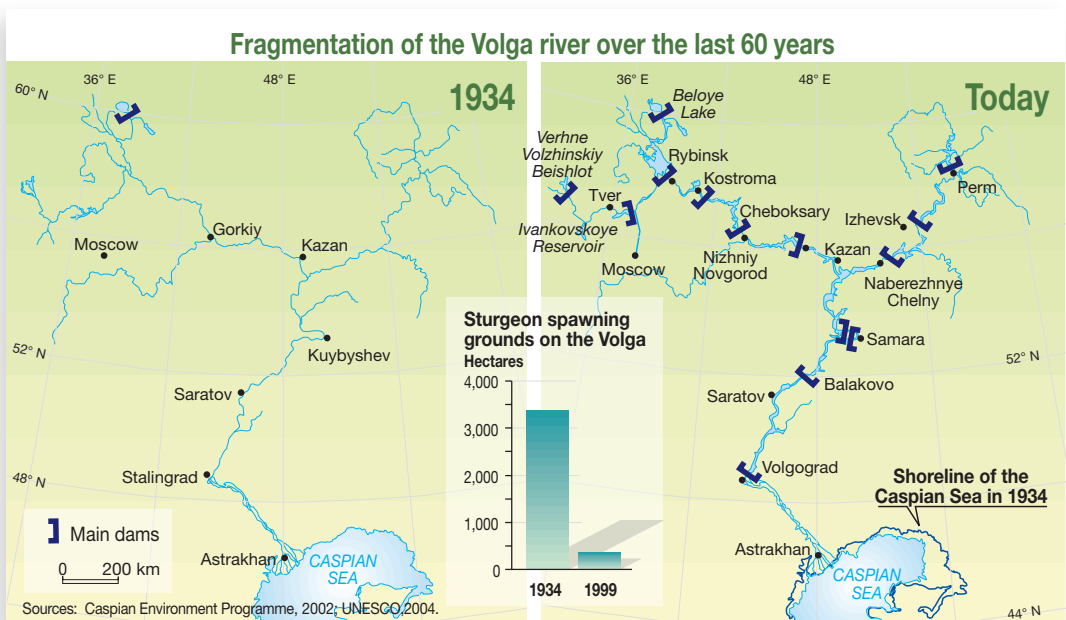 Fragmentation of the Volga river over the last 60 years
36° E
48° E
60° N
1934
Gorkiy
Moscow
Kazan
52° N
Kuybyshev
Saratov
Stalingrad
48° N
Main dams
0 200 km
Astrakhan
CASPIAN
SEA
Sources: Caspian Environment Programme, 2002; UNESCO,2004.
Sturgeon spawning
grounds on the Volga
Hectares
4,000
3,000
2,000
1,000
0
1934 1999
36° E
48° E
Today
Beloye
Lake
Verhne
Volzhinskiy
Beishlot
Rybinsk
Kostroma
Perm
Tver
Cheboksary
Izhevsk
Ivankovskoye
Reservoir
Moscow
Nizhniy
Novgorod
Kazan
Naberezhnye
Chelny
Samara
52° N
Balakovo
Saratov
Volgograd
Shoreline of the
Caspian Sea in 1934
Astrakhan
CASPIAN
SEA
44° N